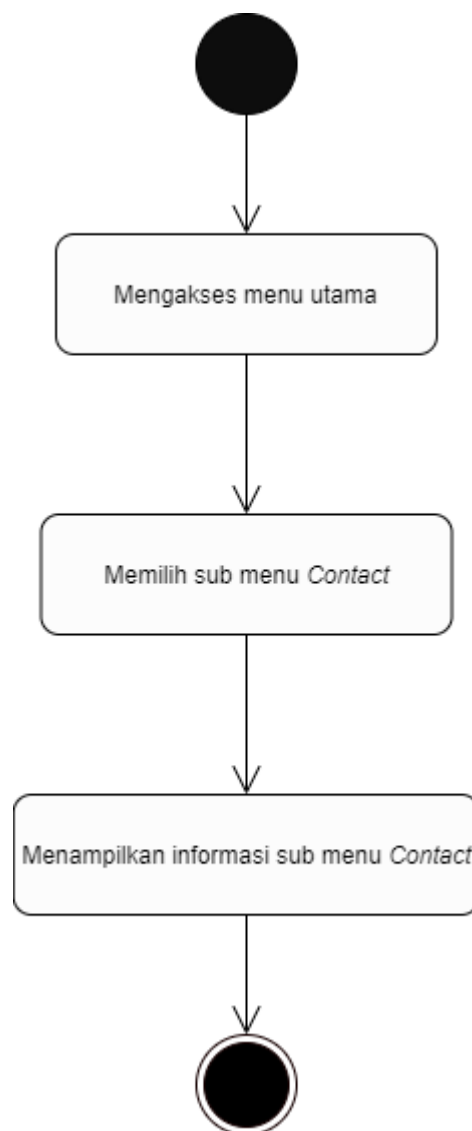 Mengakses menu utama
Memilih sub menu Contact
Menampilkan informasi sub menu Contact